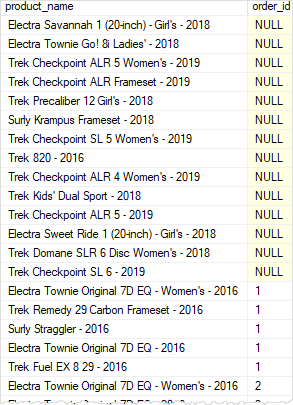 product_name order_id
Electra Savannah 1 (20-inch) - Girl's - 2018 NULL
Electra Townie Go! 8i Ladies' - 2018 NULL
Trek Checkpoint ALR 5 Women's - 2019 NULL
Trek Checkpoint ALR Frameset - 2019 NULL
Trek Precaliber 12 Girl's - 2018 NULL
Surly Krampus Frameset - 2018 NULL
Trek Checkpoint SL 5 Women's - 2019 NULL
Trek 820 - 2016 NULL
Trek Checkpoint ALR 4 Women's - 2019 NULL
Trek Kids' Dual Sport - 2018 NULL
Trek Checkpoint ALR 5 - 2019 NULL
Electra Sweet Ride 1 (20-inch) - Girl's - 2018 NULL
Trek Domane SLR 6 Disc Women's - 2018 NULL
Trek Checkpoint SL 6 - 2019 NULL
Electra Townie Original 7D EQ - Women's - 2016 1
Trek Remedy 29 Carbon Frameset - 2016 1
Surly Straggler - 2016 1
Electra Townie Original 7D EQ - 2016 1
Trek Fuel EX 8 29 - 2016 1
Electra Townie Original 7D EQ - Women's - 2016 2